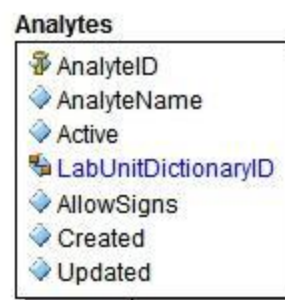 Analytes
AnalyteID
AnalyteName
Active
LabUnitDictionaryID
AllowSigns
Created
Updated